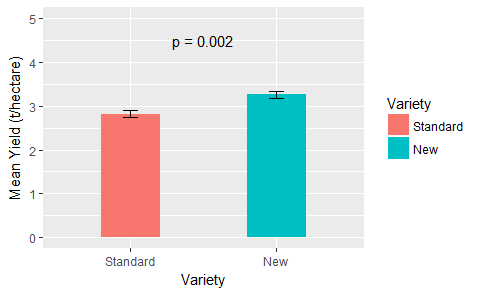 Mean Yield (t/hectare)
5
4
3
2
1
0
p = 0.002
Standard
New
Variety
Variety
Standard
New